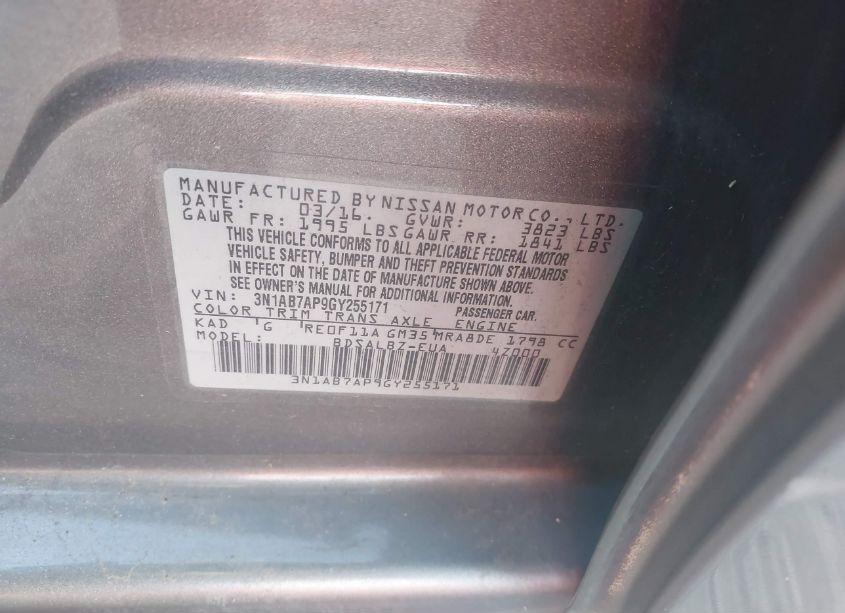 MANUFACTURED BY NISSAN MOTOR CO., LTD.
DATE: 03/16. GVWR: 3823 LBS
GAWR FR: 1995 LBS GAWR RR: 1841 LBS
THIS VEHICLE CONFORMS TO ALL APPLICABLE FEDERAL MOTOR
VEHICLE SAFETY, BUMPER AND THEFT PREVENTION STANDARDS
IN EFFECT ON THE DATE OF MANUFACTURE SHOWN ABOVE.
SEE OWNER'S MANUAL FOR ADDITIONAL INFORMATION.
VIN: 3N1AB7AP9GY255171 PASSENGER CAR.
COLOR TRIM TRANS AXLE ENGINE
KAD G RE0F11A GM35 MRA8DE 1798 CC
BDSALBZ-EUA 4Z000
3N1AB7AP9GY255171